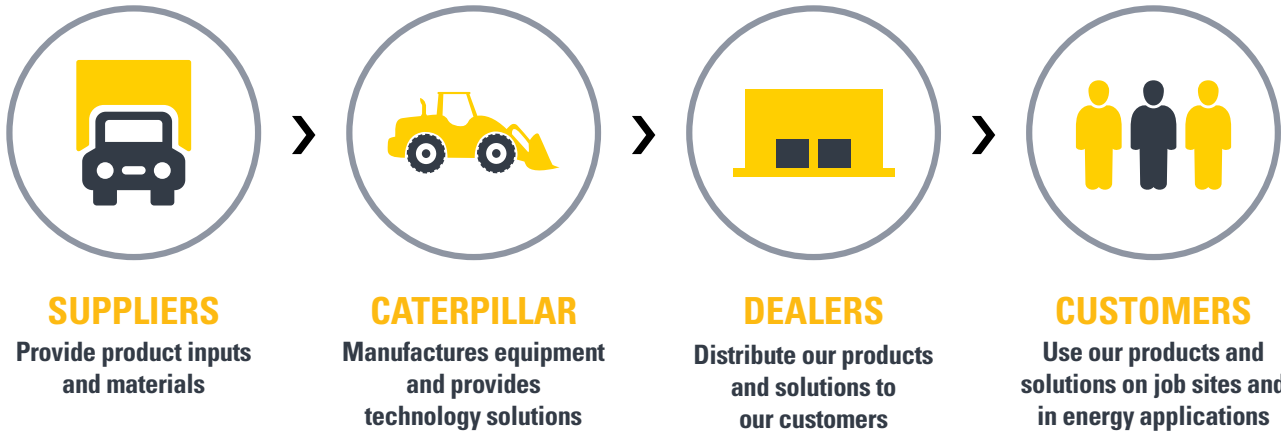 SUPPLIERS
Provide product inputs
and materials
CATERPILLAR
Manufactures equipment
and provides
technology solutions
DEALERS
Distribute our products
and solutions to
our customers
CUSTOMERS
Use our products and
solutions on job sites and
in energy applications